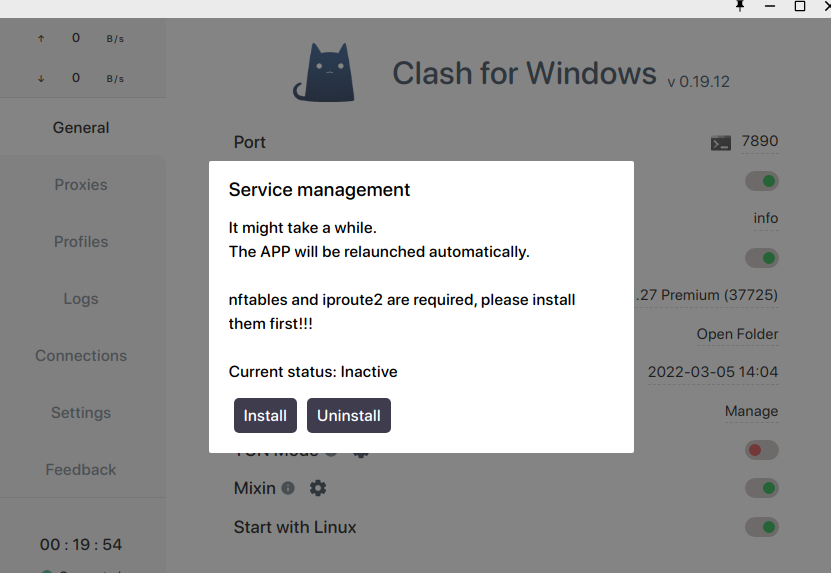 ↑ 0 B/s
↓ 0 B/s
General
Proxies
Profiles
Logs
Connections
Settings
Feedback
00 : 19 : 54
Clash for Windows v 0.19.12
Port 7890
info
.27 Premium (37725)
Open Folder
2022-03-05 14:04
Manage
Service management
It might take a while.
The APP will be relaunched automatically.
nftables and iproute2 are required, please install
them first!!!
Current status: Inactive
Install Uninstall
Mixin
Start with Linux